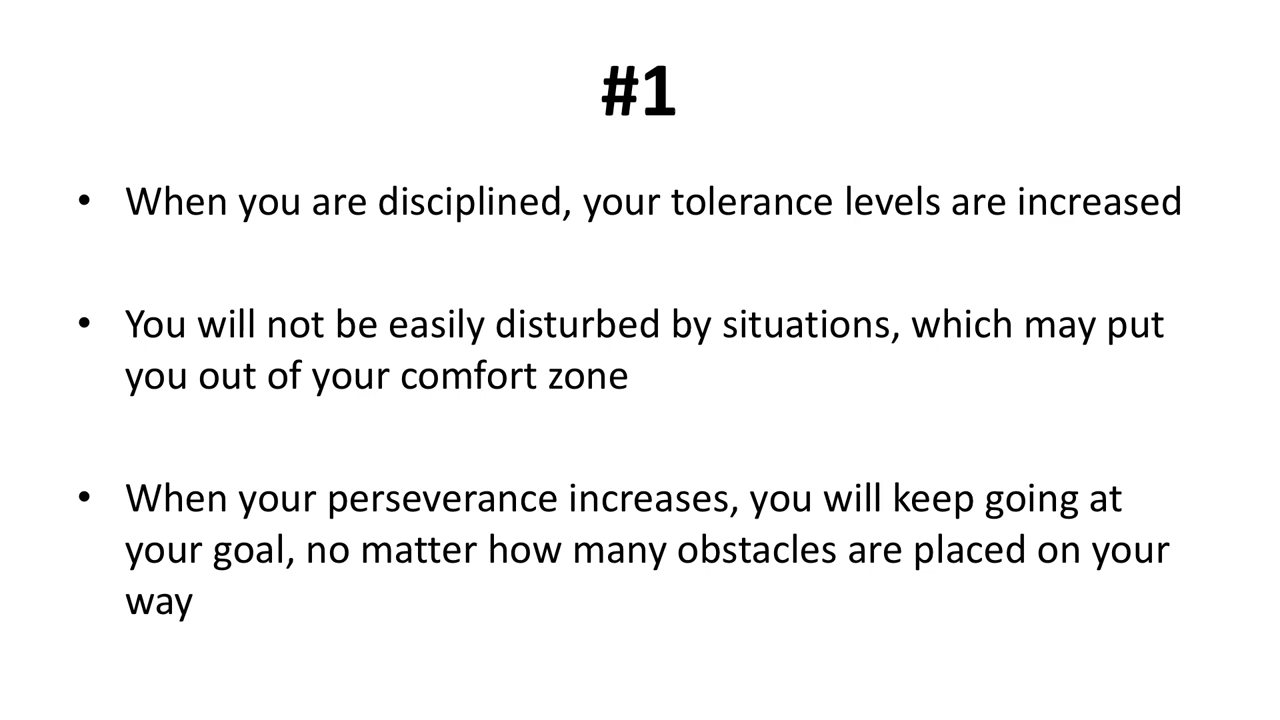 #1
• When you are disciplined, your tolerance levels are increased
• You will not be easily disturbed by situations, which may put
you out of your comfort zone
• When your perseverance increases, you will keep going at
your goal, no matter how many obstacles are placed on your
way